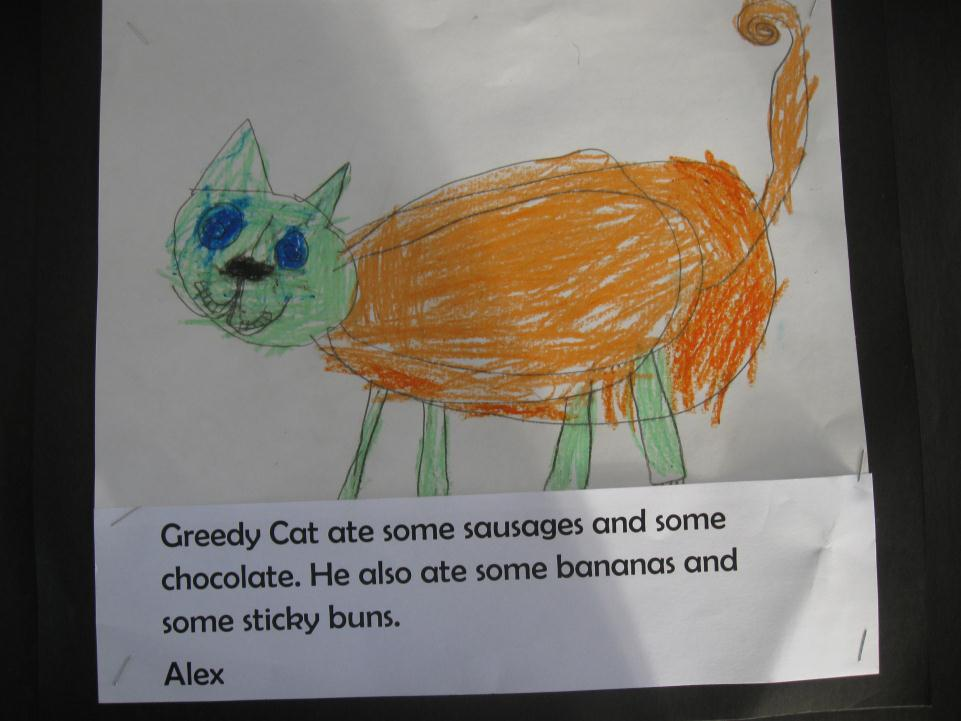 Greedy Cat ate some sausages and some
chocolate. He also ate some bananas and
some sticky buns.
Alex